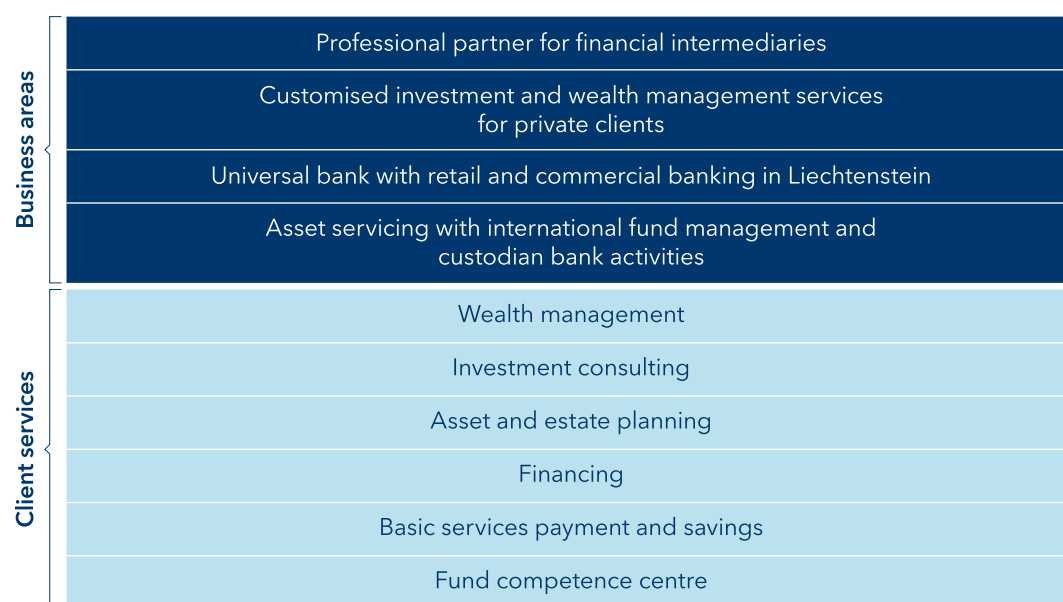 Business areas
Professional partner for financial intermediaries
Customised investment and wealth management services
for private clients
Universal bank with retail and commercial banking in Liechtenstein
Asset servicing with international fund management and
custodian bank activities
Client services
Wealth management
Investment consulting
Asset and estate planning
Financing
Basic services payment and savings
Fund competence centre